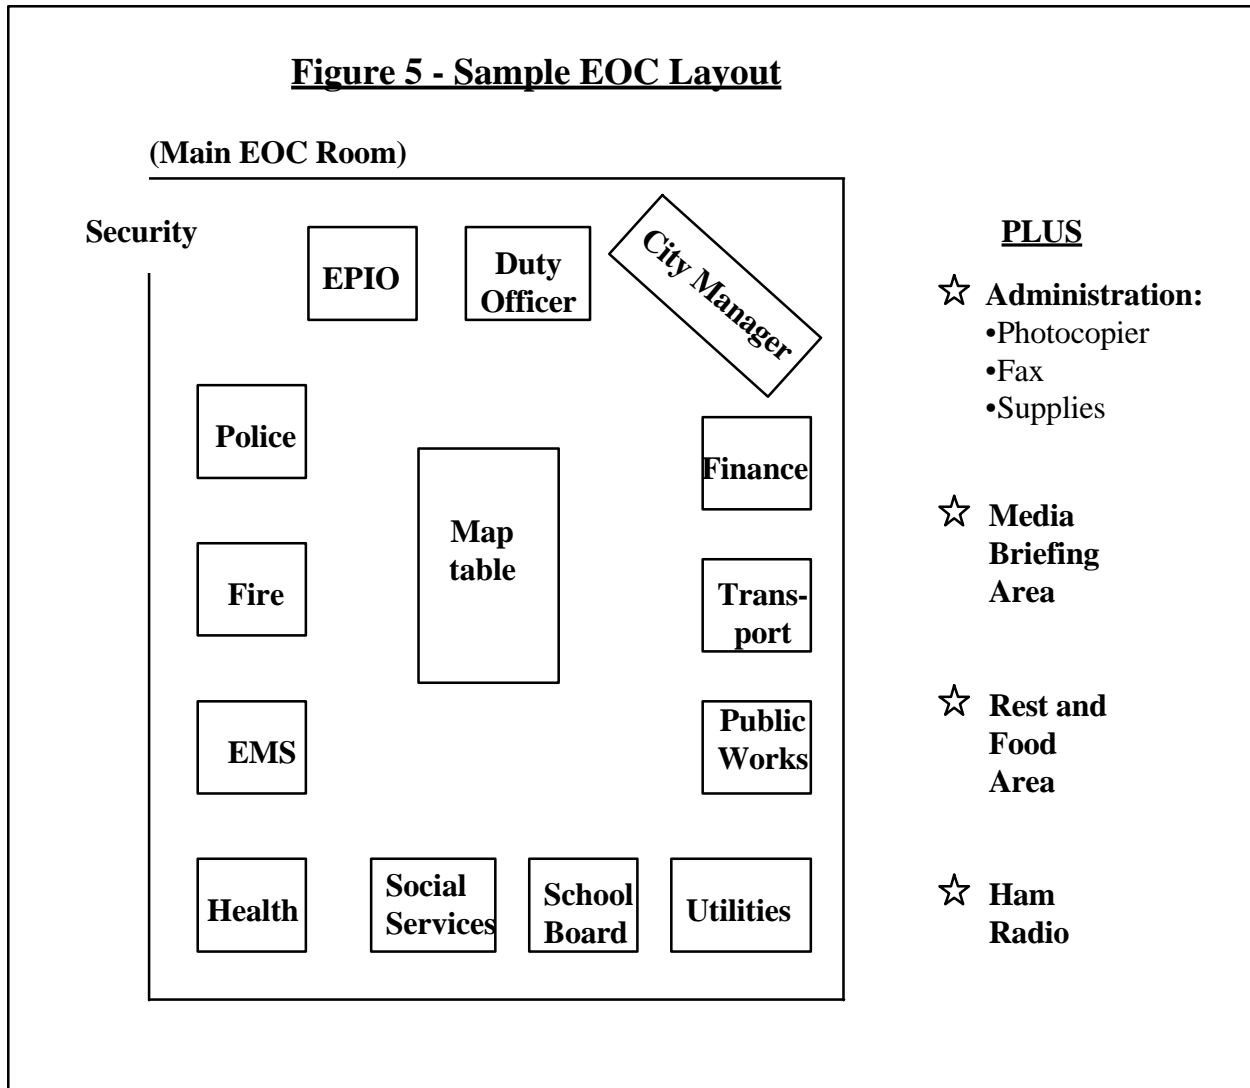 Figure 5 - Sample EOC Layout
(Main EOC Room)
Security
EPIO
Duty
Officer
City Manager
Police
Fire
EMS
Map
table
Finance
Trans-
port
Public
Works
Health
Social
Services
School
Board
Utilities
PLUS
Administration:
•Photocopier
•Fax
•Supplies
Media
Briefing
Area
Rest and
Food
Area
Ham
Radio